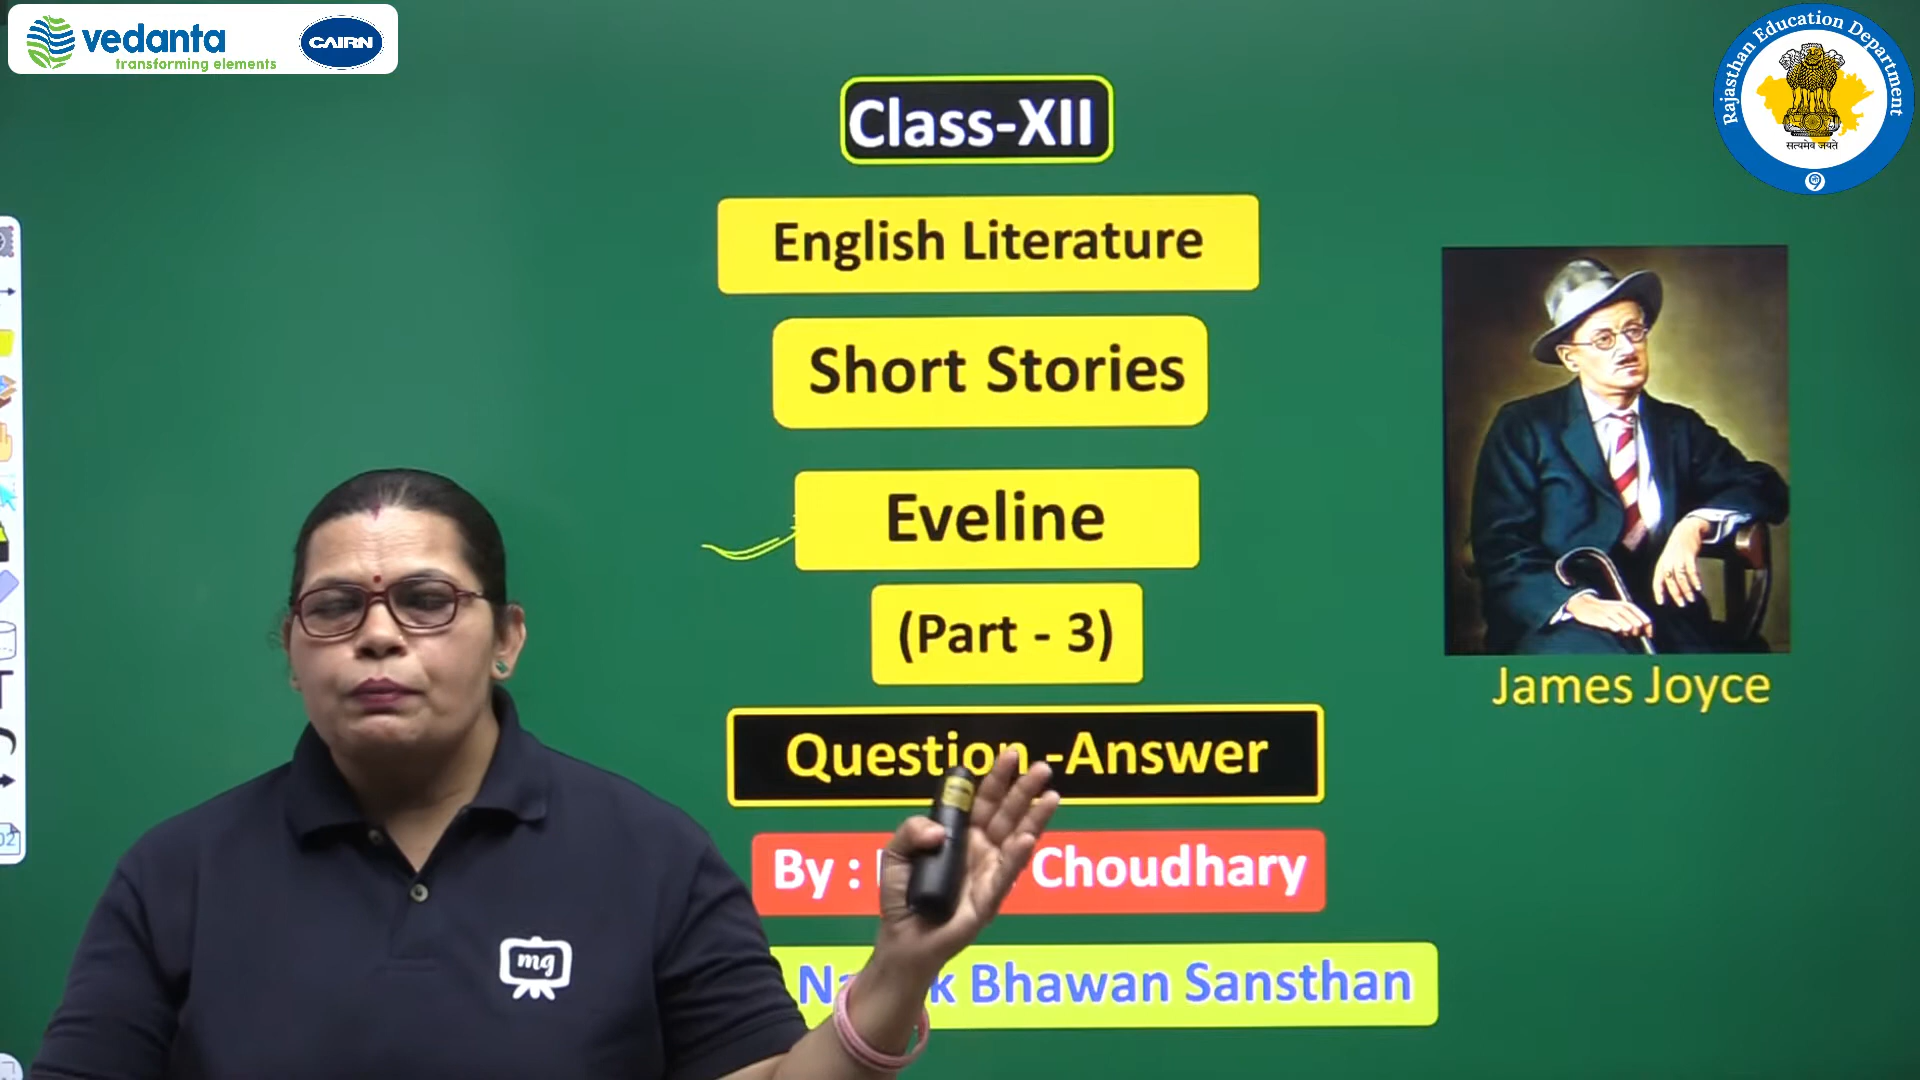 vedanta
transforming elements
CAIRN
Rajasthan Education Department
सत्यमेव जयते
Class-XII
English Literature
Short Stories
Eveline
(Part - 3)
James Joyce
Question -Answer
By : Choudhary
Bhawan Sansthan
mg